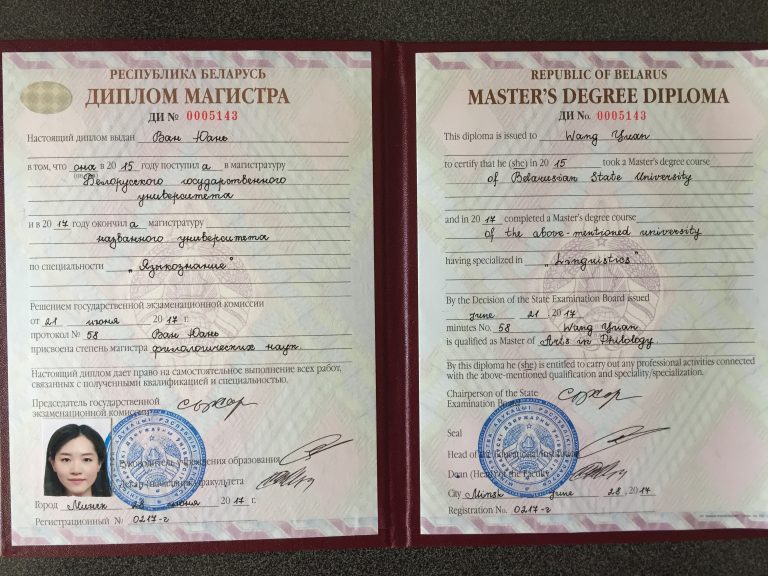 РЕСПУБЛИКА БЕЛАРУСЬ
ДИПЛОМ МАГИСТРА
ДИ № 0005143
Настоящий диплом выдан Ван Юань
в том, что она в 20 15 году поступил а в магистратуру
Белорусского государственного
университета
и в 20 17 году окончил а магистратуру
названного университета
по специальности „Языкознание"
Решением государственной экзаменационной комиссии
от 21 июня 20 17 г.
протокол № 58 Ван Юань
присвоена степень магистра филологических наук.
Настоящий диплом дает право на самостоятельное выполнение всех работ,
связанных с полученными квалификацией и специальностью.
Председатель государственной
экзаменационной комиссии
Руководитель учреждения образования
факультета
Город Минск 28 июня 20 17 г.
Регистрационный № 0217-г
REPUBLIC OF BELARUS
MASTER'S DEGREE DIPLOMA
ДИ No. 0005143
This diploma is issued to Wang Yuan
to certify that he (she) in 20 15 took a Master's degree course
of Belarusian State University
and in 20 17 completed a Master's degree course
of the above-mentioned university
having specialized in „Linguistics"
By the Decision of the State Examination Board issued
June 21, 20 17
minutes No. 58 Wang Yuan
is qualified as Master of Arts in Philology.
By this diploma he (she) is entitled to carry out any professional activities connected
with the above-mentioned qualification and speciality/specialization.
Chairperson of the State
Examination Board
Seal
Head of the Educational Institution
Dean (Head) of the Faculty
City Minsk June 28, 20 17
Registration No. 0217-г